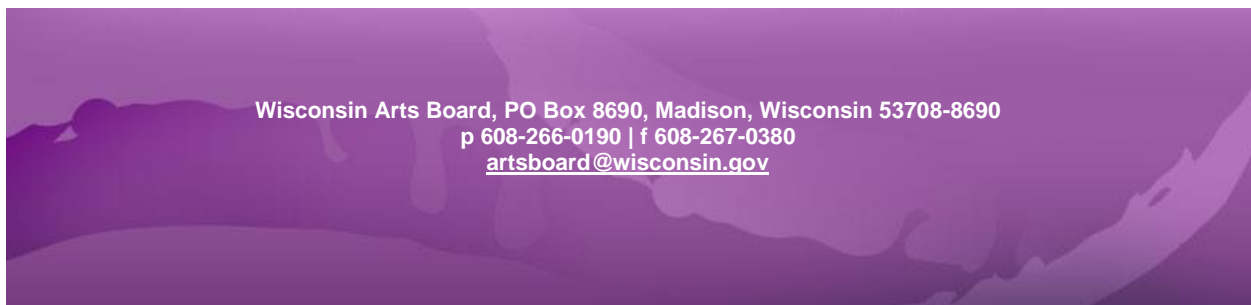 Wisconsin Arts Board, PO Box 8690, Madison, Wisconsin 53708-8690
p 608-266-0190 | f 608-267-0380
artsboard@wisconsin.gov